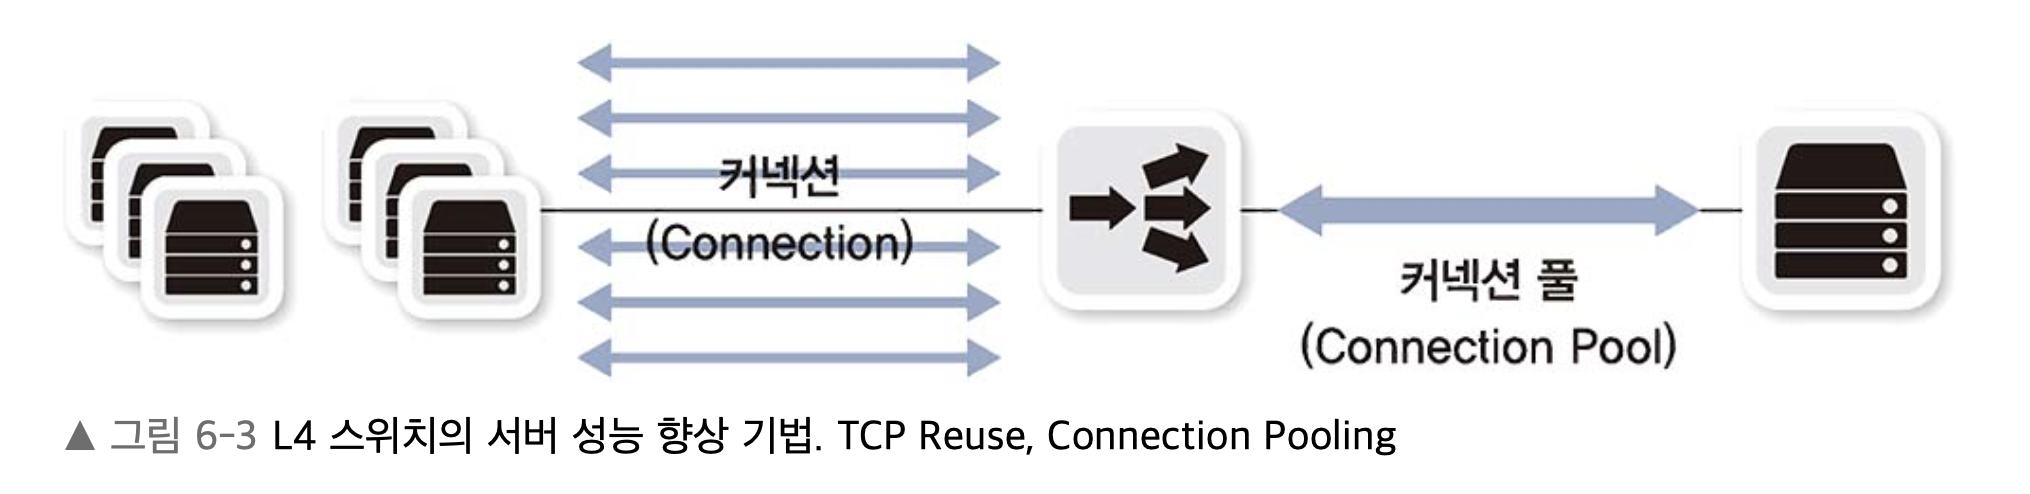 커넥션
(Connection)
커넥션 풀
(Connection Pool)
▲ 그림 6-3 L4 스위치의 서버 성능 향상 기법. TCP Reuse, Connection Pooling